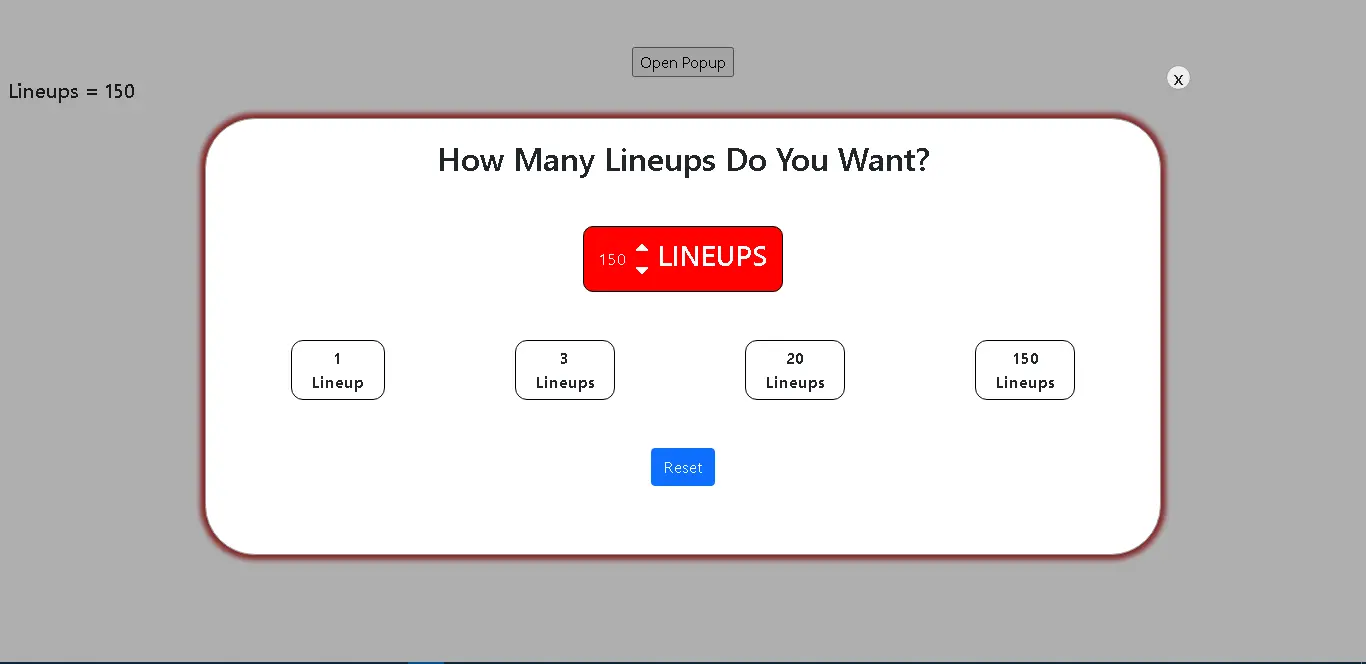 Open Popup
x
Lineups = 150
How Many Lineups Do You Want?
150 LINEUPS
1
Lineup
3
Lineups
20
Lineups
150
Lineups
Reset